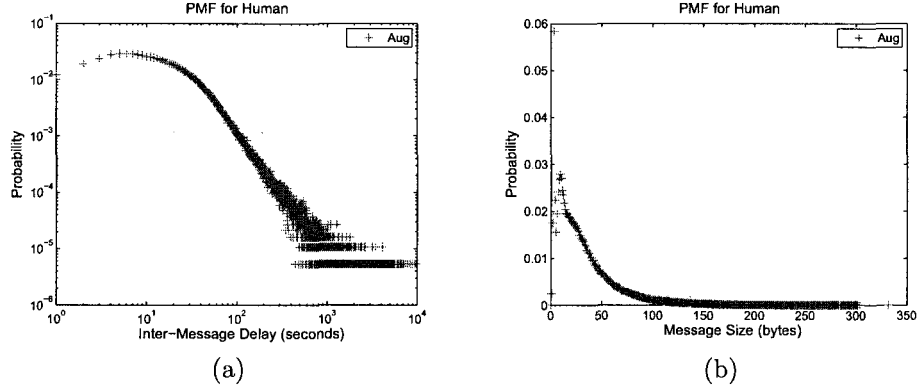 PMF for Human
Aug
10^-1
10^-2
10^-3
10^-4
10^-5
10^-6
Probability
10^0
10^1
10^2
10^3
10^4
Inter-Message Delay (seconds)
(a)
PMF for Human
Aug
0.06
0.05
0.04
0.03
0.02
0.01
0
Probability
0
50
100
150
200
250
300
350
Message Size (bytes)
(b)